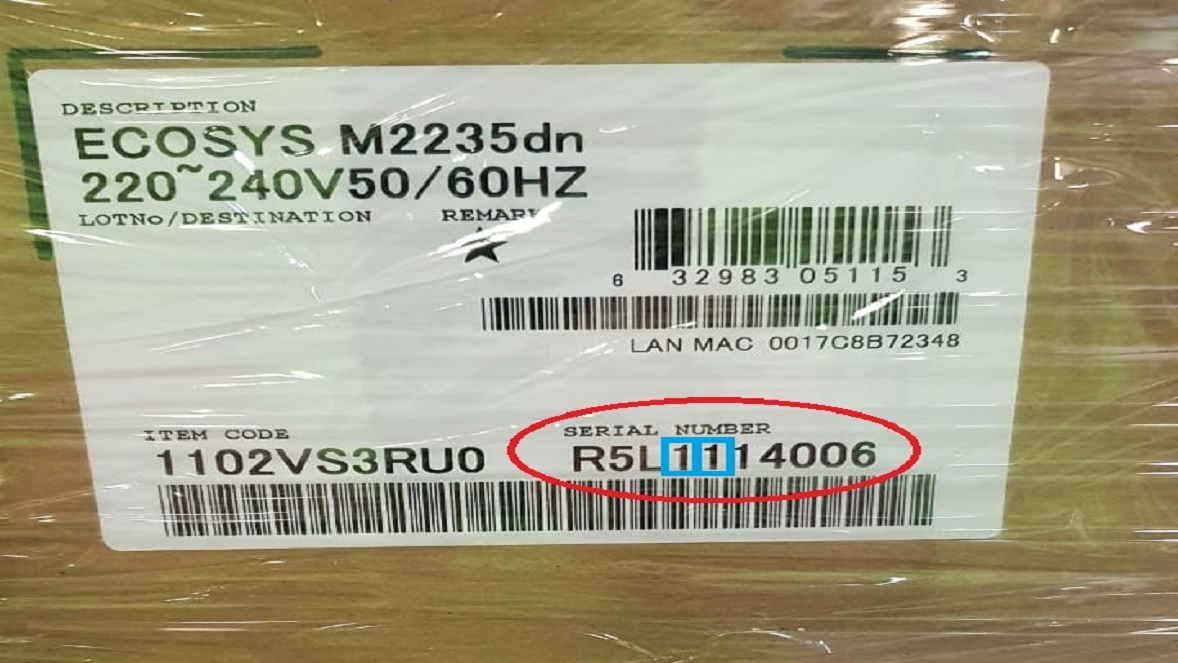 DESCRIPTION
ECOSYS M2235dn
220~240V50/60HZ
LOTNo/DESTINATION REMARK
6 32983 05115 3
LAN MAC 0017C8B72348
ITEM CODE SERIAL NUMBER
1102VS3RU0 R5L1114006